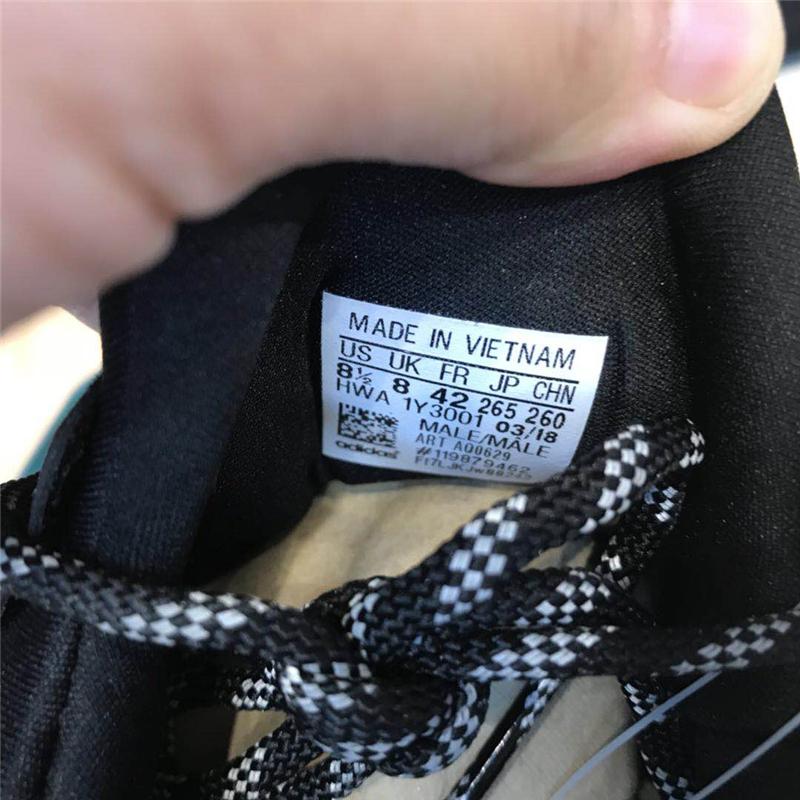 MADE IN VIETNAM
US UK FR JP CHN
8½ 8 42 265 260
HWA 1Y3001 03/18
MALE/MALE
ART AQ0629
#119879462
adidas